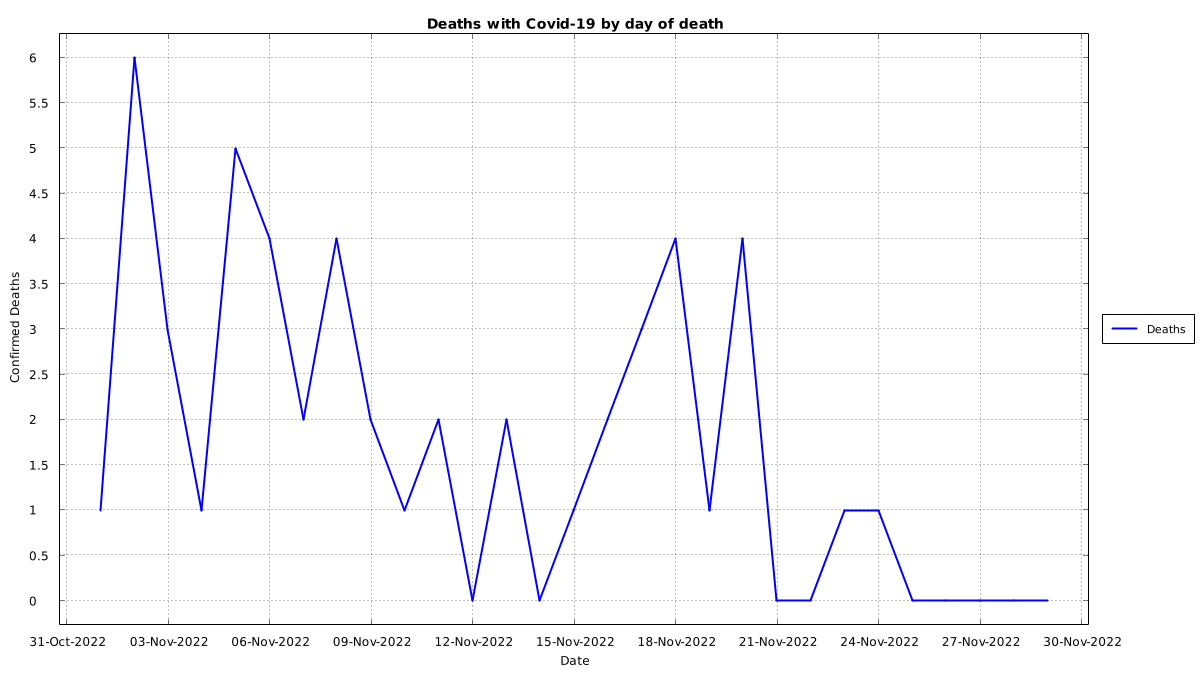 Deaths with Covid-19 by day of death
6
5.5
5
4.5
4
3.5
3
2.5
2
1.5
1
0.5
0
Confirmed Deaths
31-Oct-2022 03-Nov-2022 06-Nov-2022 09-Nov-2022 12-Nov-2022 15-Nov-2022 18-Nov-2022 21-Nov-2022 24-Nov-2022 27-Nov-2022 30-Nov-2022
Date
Deaths